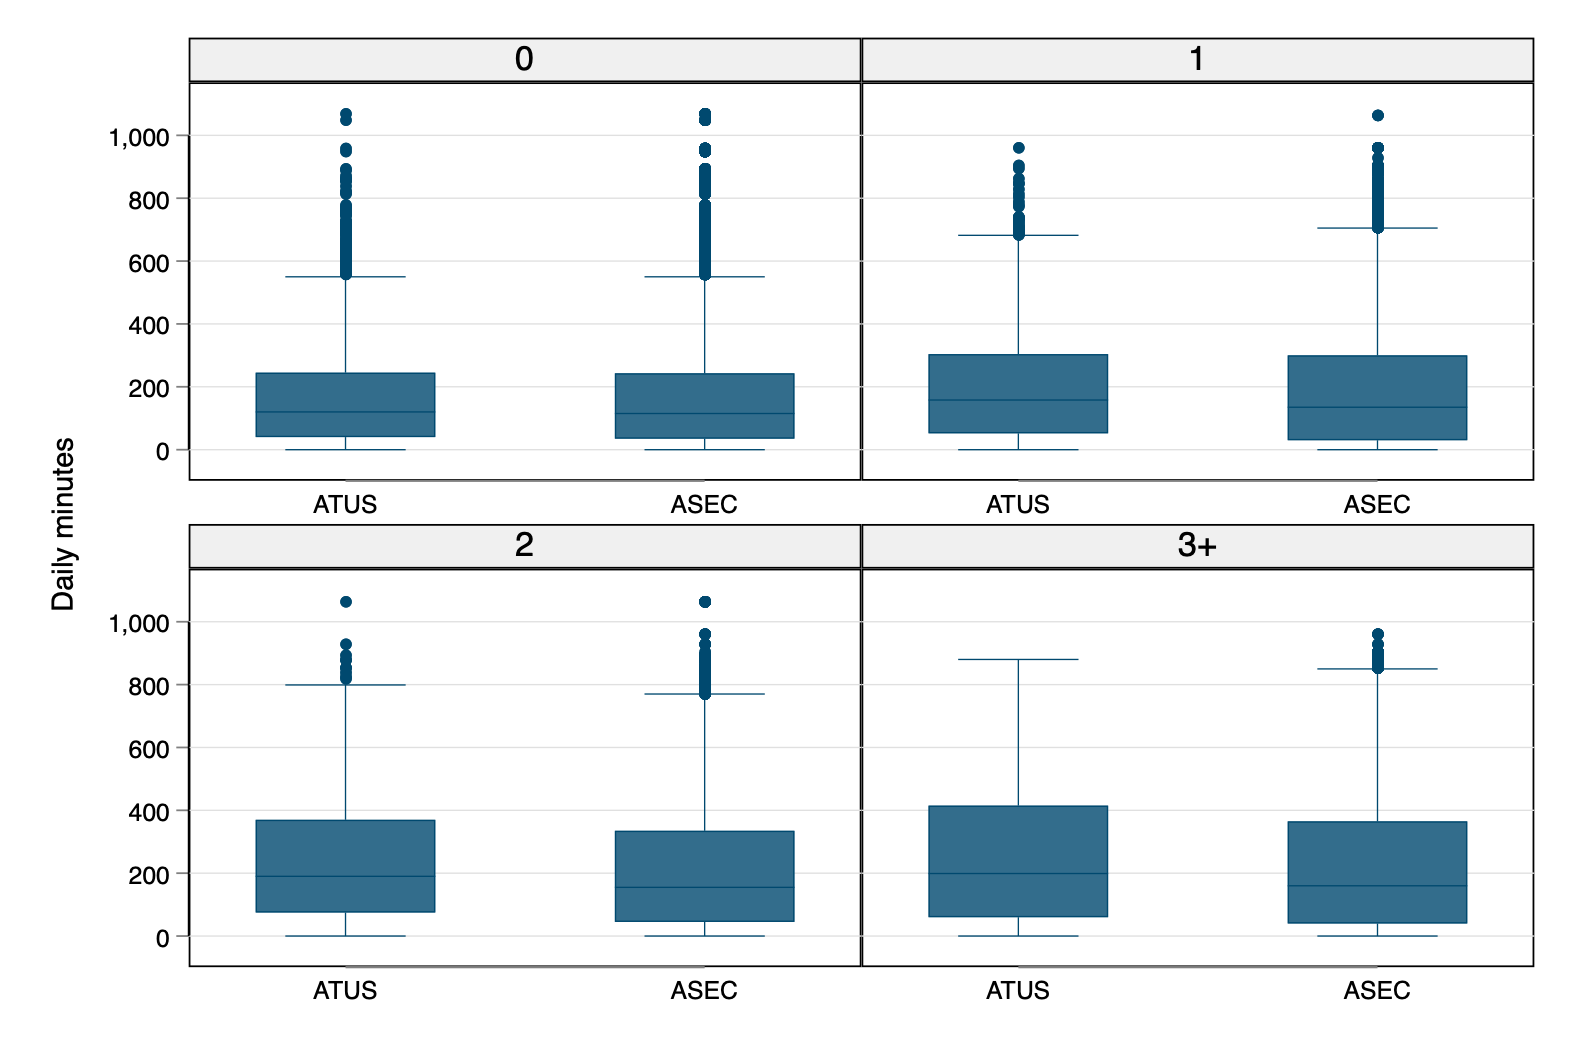 0
1
1,000
800
600
400
200
0
ATUS
ASEC
ATUS
ASEC
Daily minutes
2
3+
1,000
800
600
400
200
0
ATUS
ASEC
ATUS
ASEC